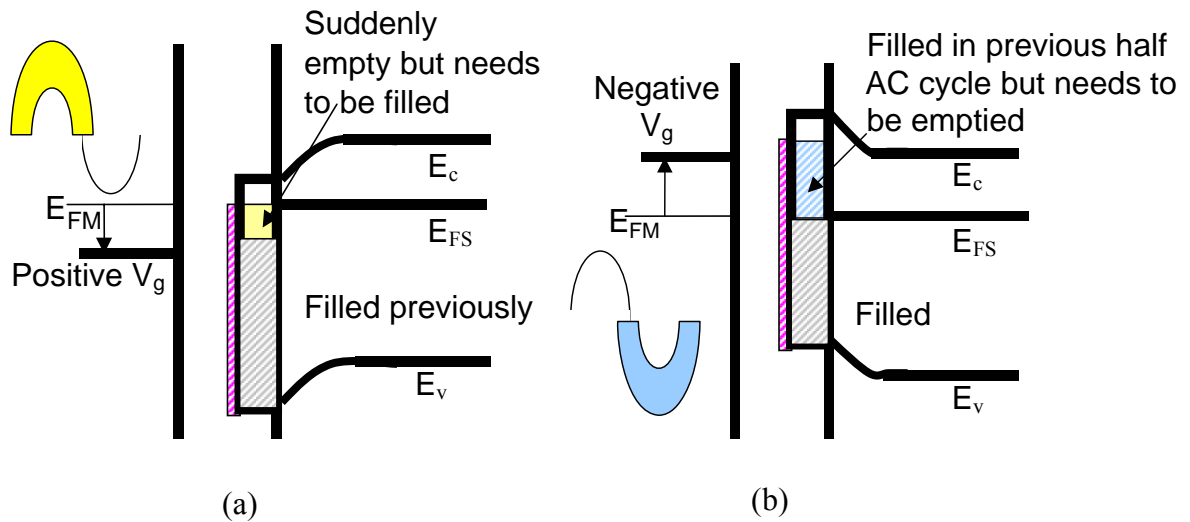 Suddenly
empty but needs
to be filled
E_c
E_FM
E_FS
Positive V_g
Filled previously
E_v
(a)
Filled in previous half
AC cycle but needs to
be emptied
Negative
V_g
E_c
E_FM
E_FS
Filled
E_v
(b)